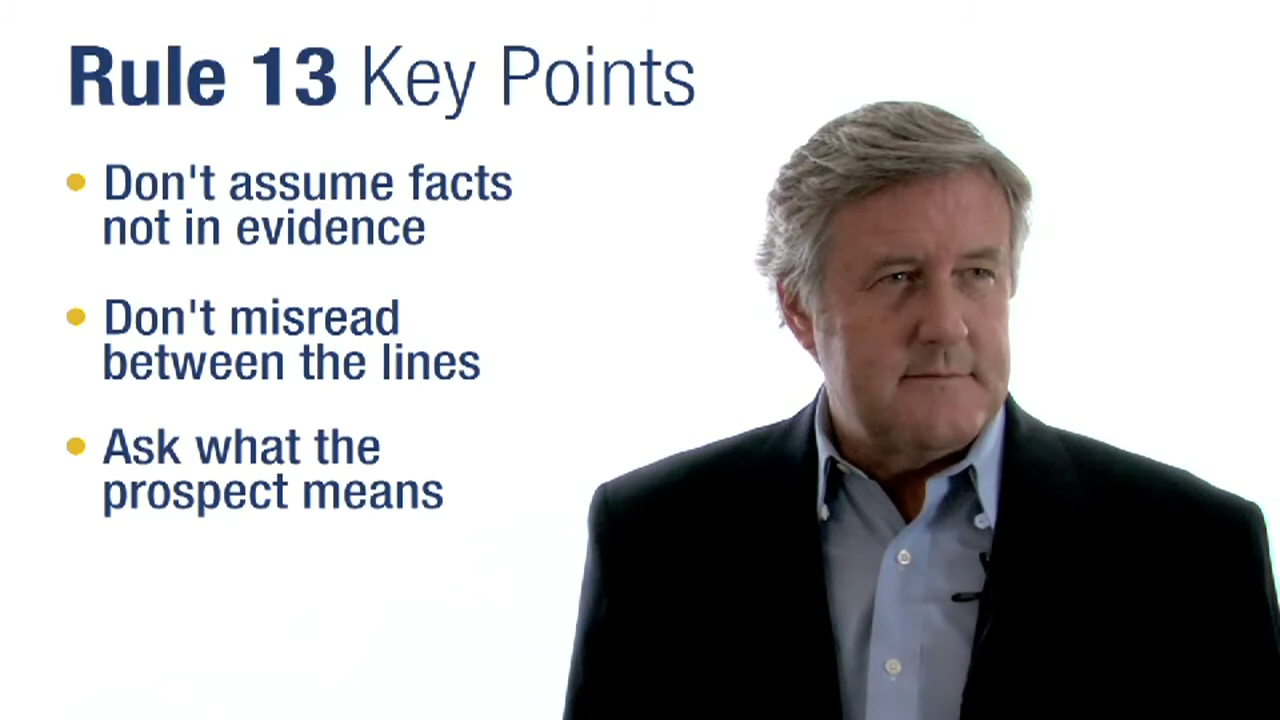 Rule 13 Key Points
• Don't assume facts
not in evidence
• Don't misread
between the lines
• Ask what the
prospect means